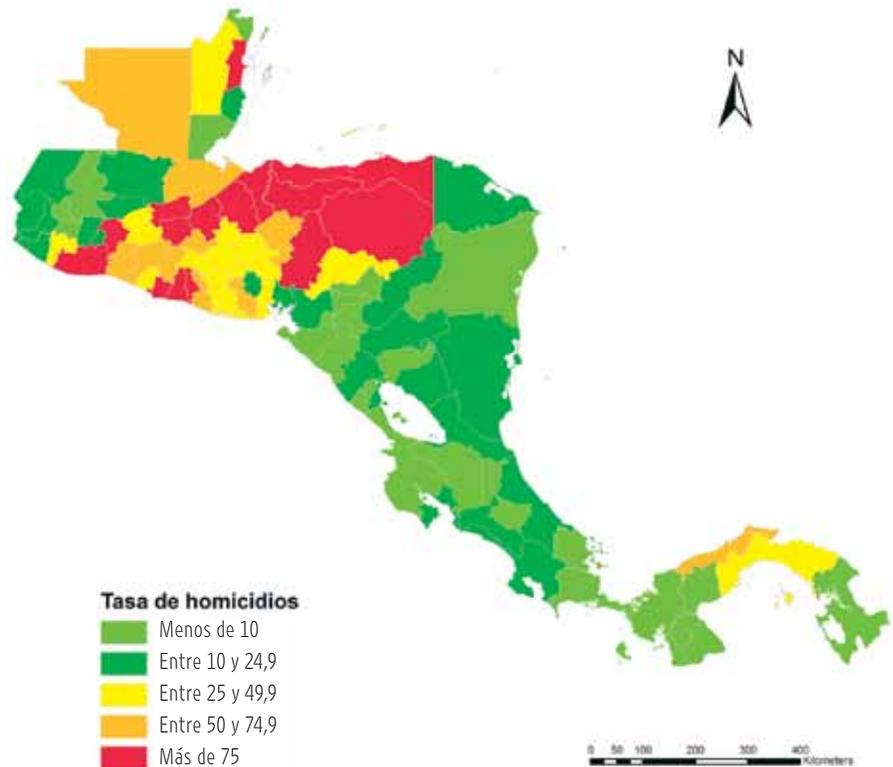 N
Tasa de homicidios
Menos de 10
Entre 10 y 24,9
Entre 25 y 49,9
Entre 50 y 74,9
Más de 75
0 50 100 200 300 400
Kilometers